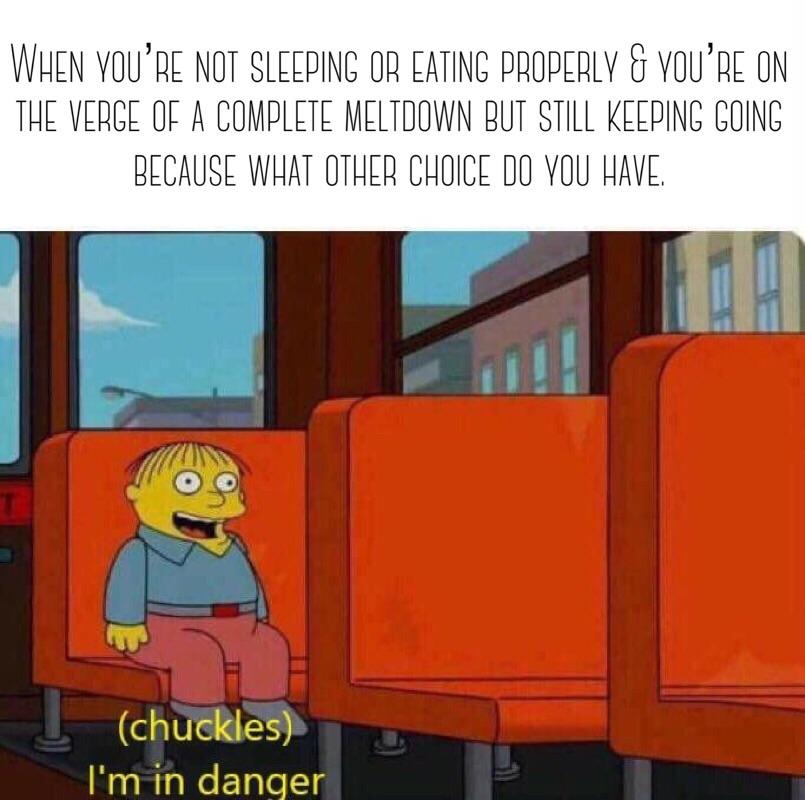 When you're not sleeping or eating properly & you're on
the verge of a complete meltdown but still keeping going
because what other choice do you have.
T
(chuckles)
I'm in danger